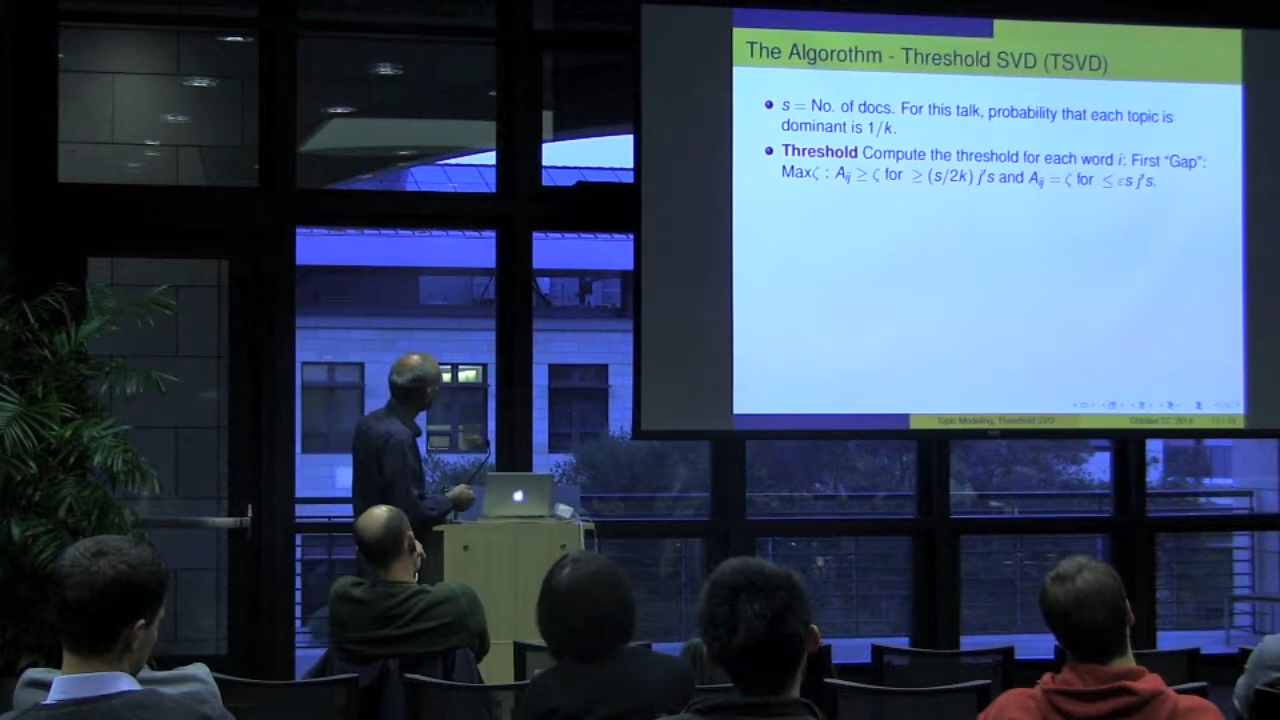 The Algorothm - Threshold SVD (TSVD)
s = No. of docs. For this talk, probability that each topic is
dominant is 1/k.
Threshold Compute the threshold for each word i: First “Gap”:
Maxζ : Aij ≥ ζ for ≥ (s/2k) j's and Aij = ζ for ≤ εs j's.
Topic Modeling, Threshold SVD